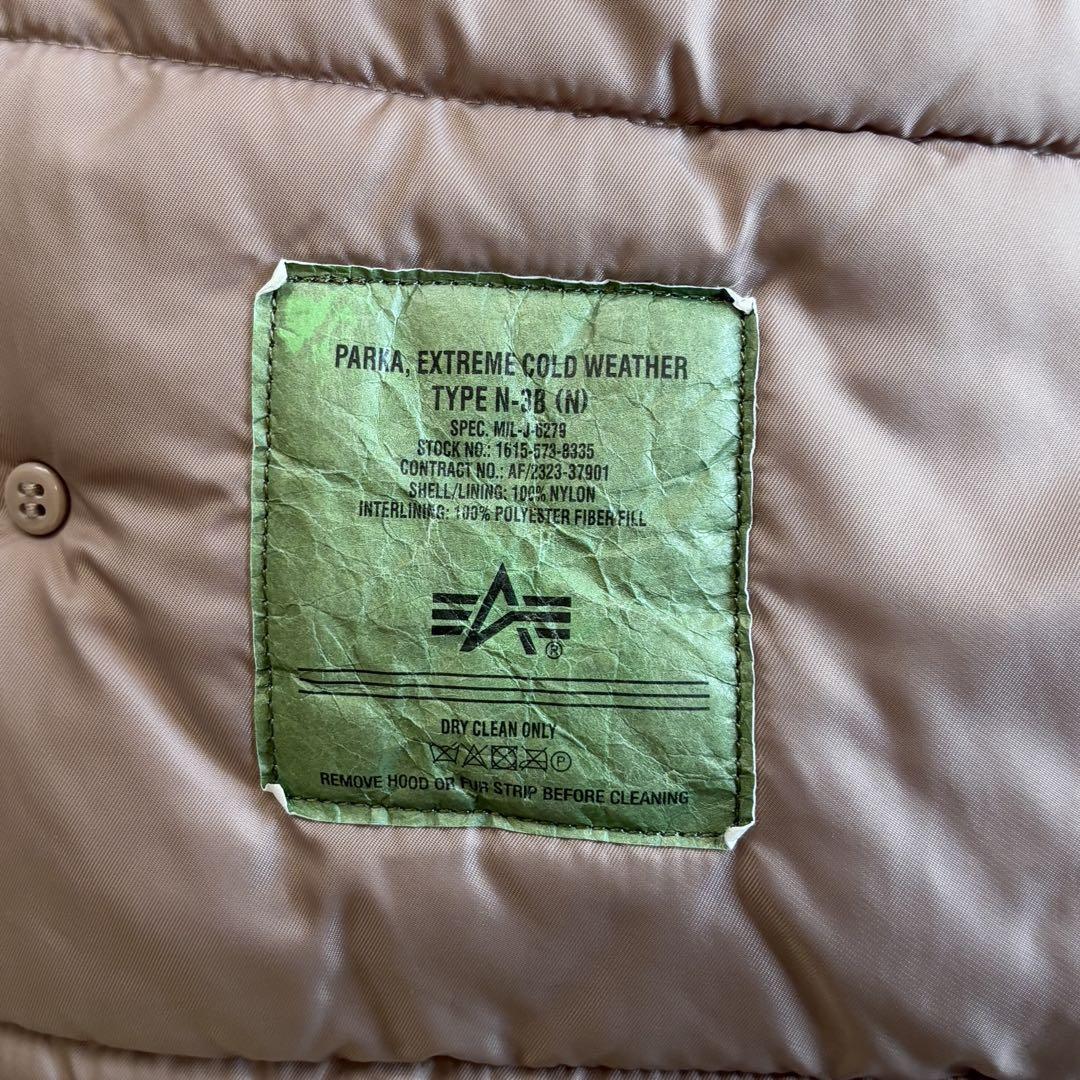 PARKA, EXTREME COLD WEATHER
TYPE N-3B (N)
SPEC. MIL-J-6279
STOCK NO.: 1615-573-8335
CONTRACT NO.: AF/2323-37901
SHELL/LINING: 100% NYLON
INTERLINING: 100% POLYESTER FIBER FILL
®
DRY CLEAN ONLY
P
REMOVE HOOD OR FUR STRIP BEFORE CLEANING